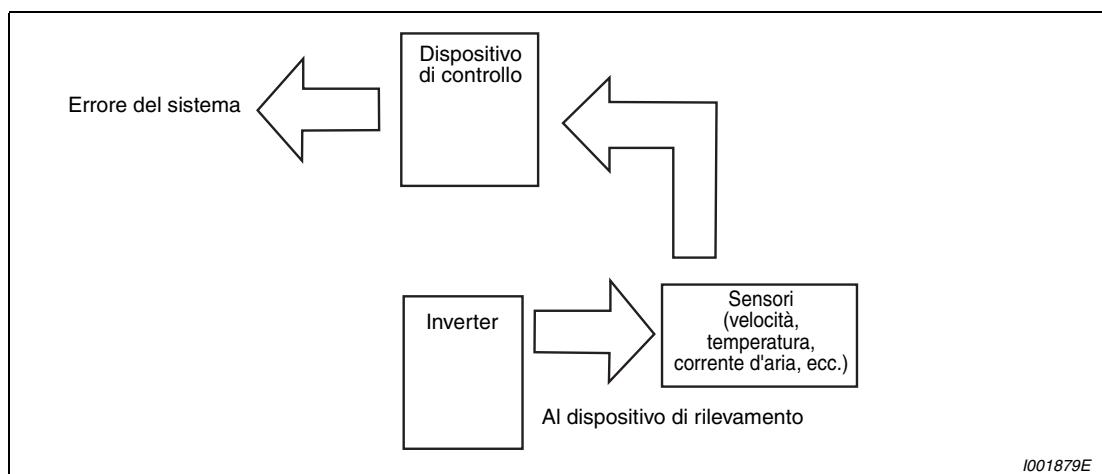 Dispositivo
di controllo
Errore del sistema
Inverter
Sensori
(velocità,
temperatura,
corrente d'aria, ecc.)
Al dispositivo di rilevamento
I001879E